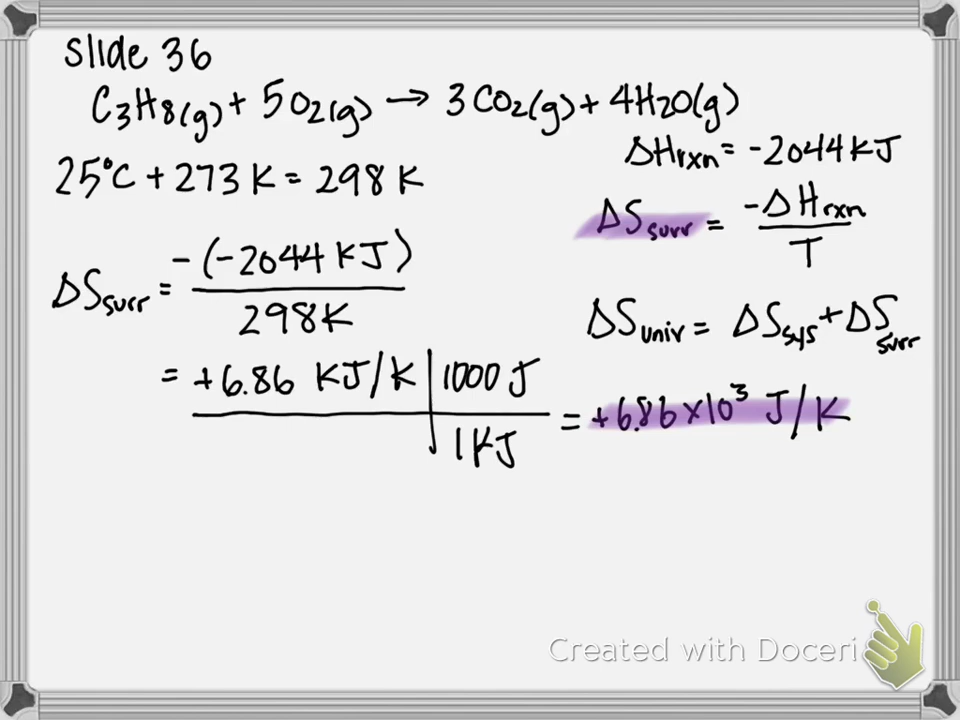 Slide 36
C₃H₈(g) + 5O₂(g) → 3CO₂(g) + 4H₂O(g)
ΔHrxn = -2044 KJ
25°C + 273 K = 298 K
ΔSsurr = -ΔHrxn / T
ΔSsurr = -(-2044 KJ) / 298K
ΔSuniv = ΔSsys + ΔSsurr
= +6.86 KJ/K | 1000 J / 1 KJ = +6.86 x 10³ J/K
Created with Doceri